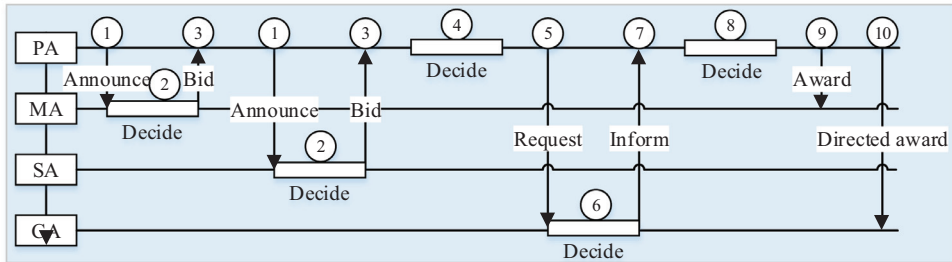 1 3 1 3 4 5 7 8 9 10
PA
Decide Decide
Announce 2 Bid Award
MA
Decide Announce Bid Request Inform Directed award
2
SA
Decide
6
GA
Decide